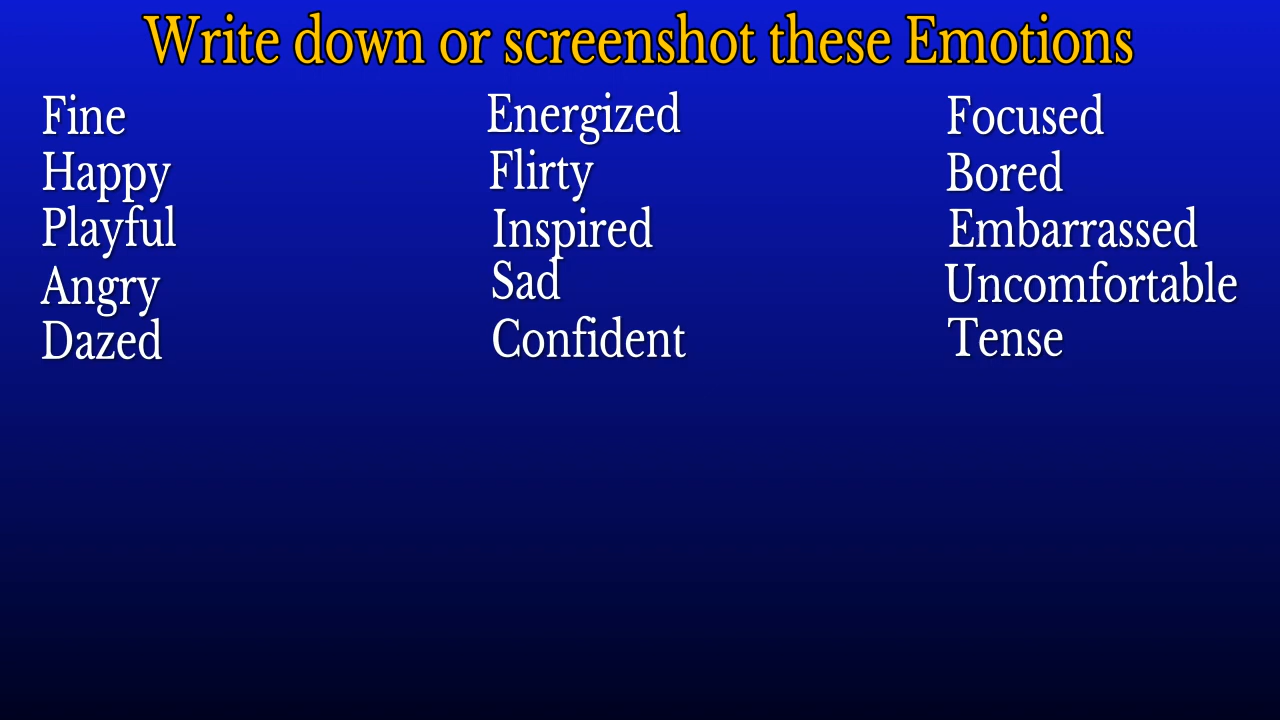 Write down or screenshot these Emotions
Fine
Happy
Playful
Angry
Dazed
Energized
Flirty
Inspired
Sad
Confident
Focused
Bored
Embarrassed
Uncomfortable
Tense